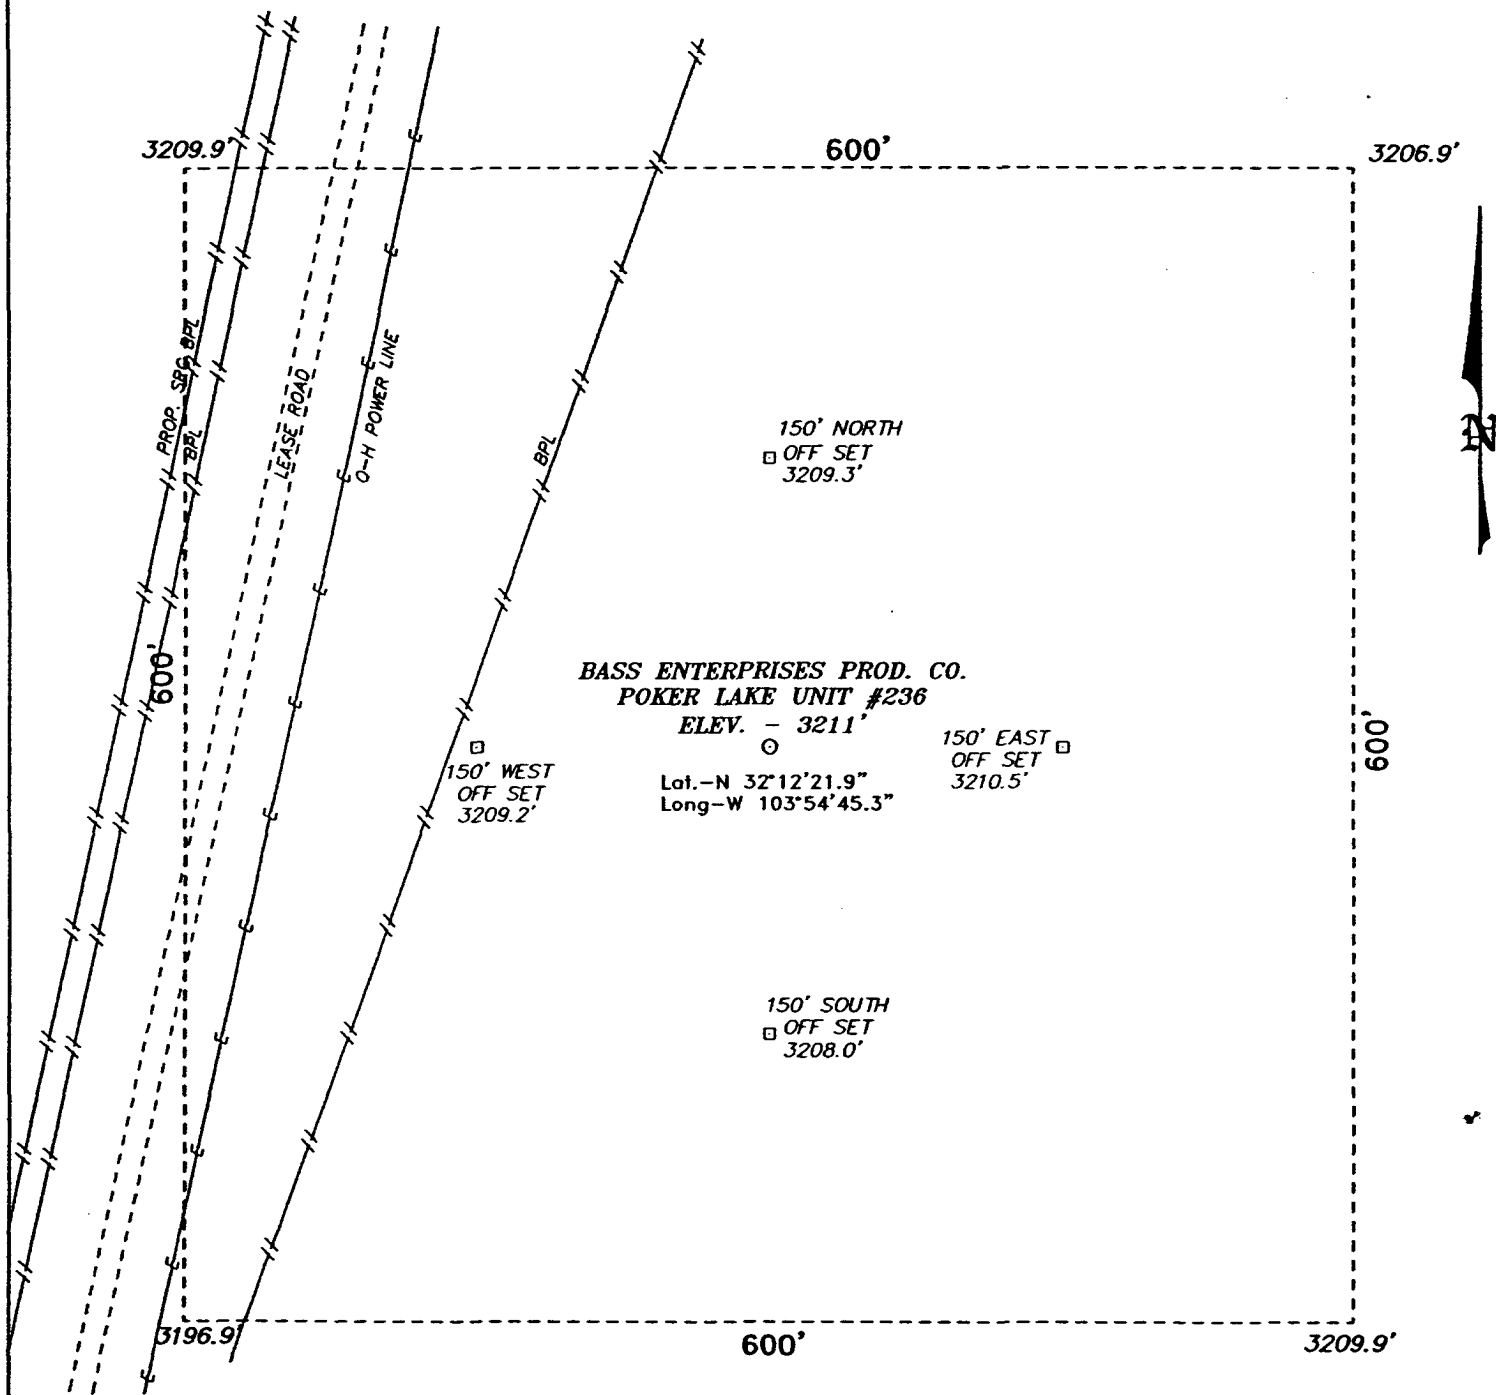 3209.9'
600'
3206.9'
PROP. SRG BPL
BPL
LEASE ROAD
O-H POWER LINE
BPL
150' NORTH
OFF SET
3209.3'
N
600'
BASS ENTERPRISES PROD. CO.
POKER LAKE UNIT #236
ELEV. - 3211'
150' WEST
OFF SET
3209.2'
Lat.-N 32°12'21.9"
Long-W 103°54'45.3"
150' EAST
OFF SET
3210.5'
600'
150' SOUTH
OFF SET
3208.0'
3196.9'
600'
3209.9'